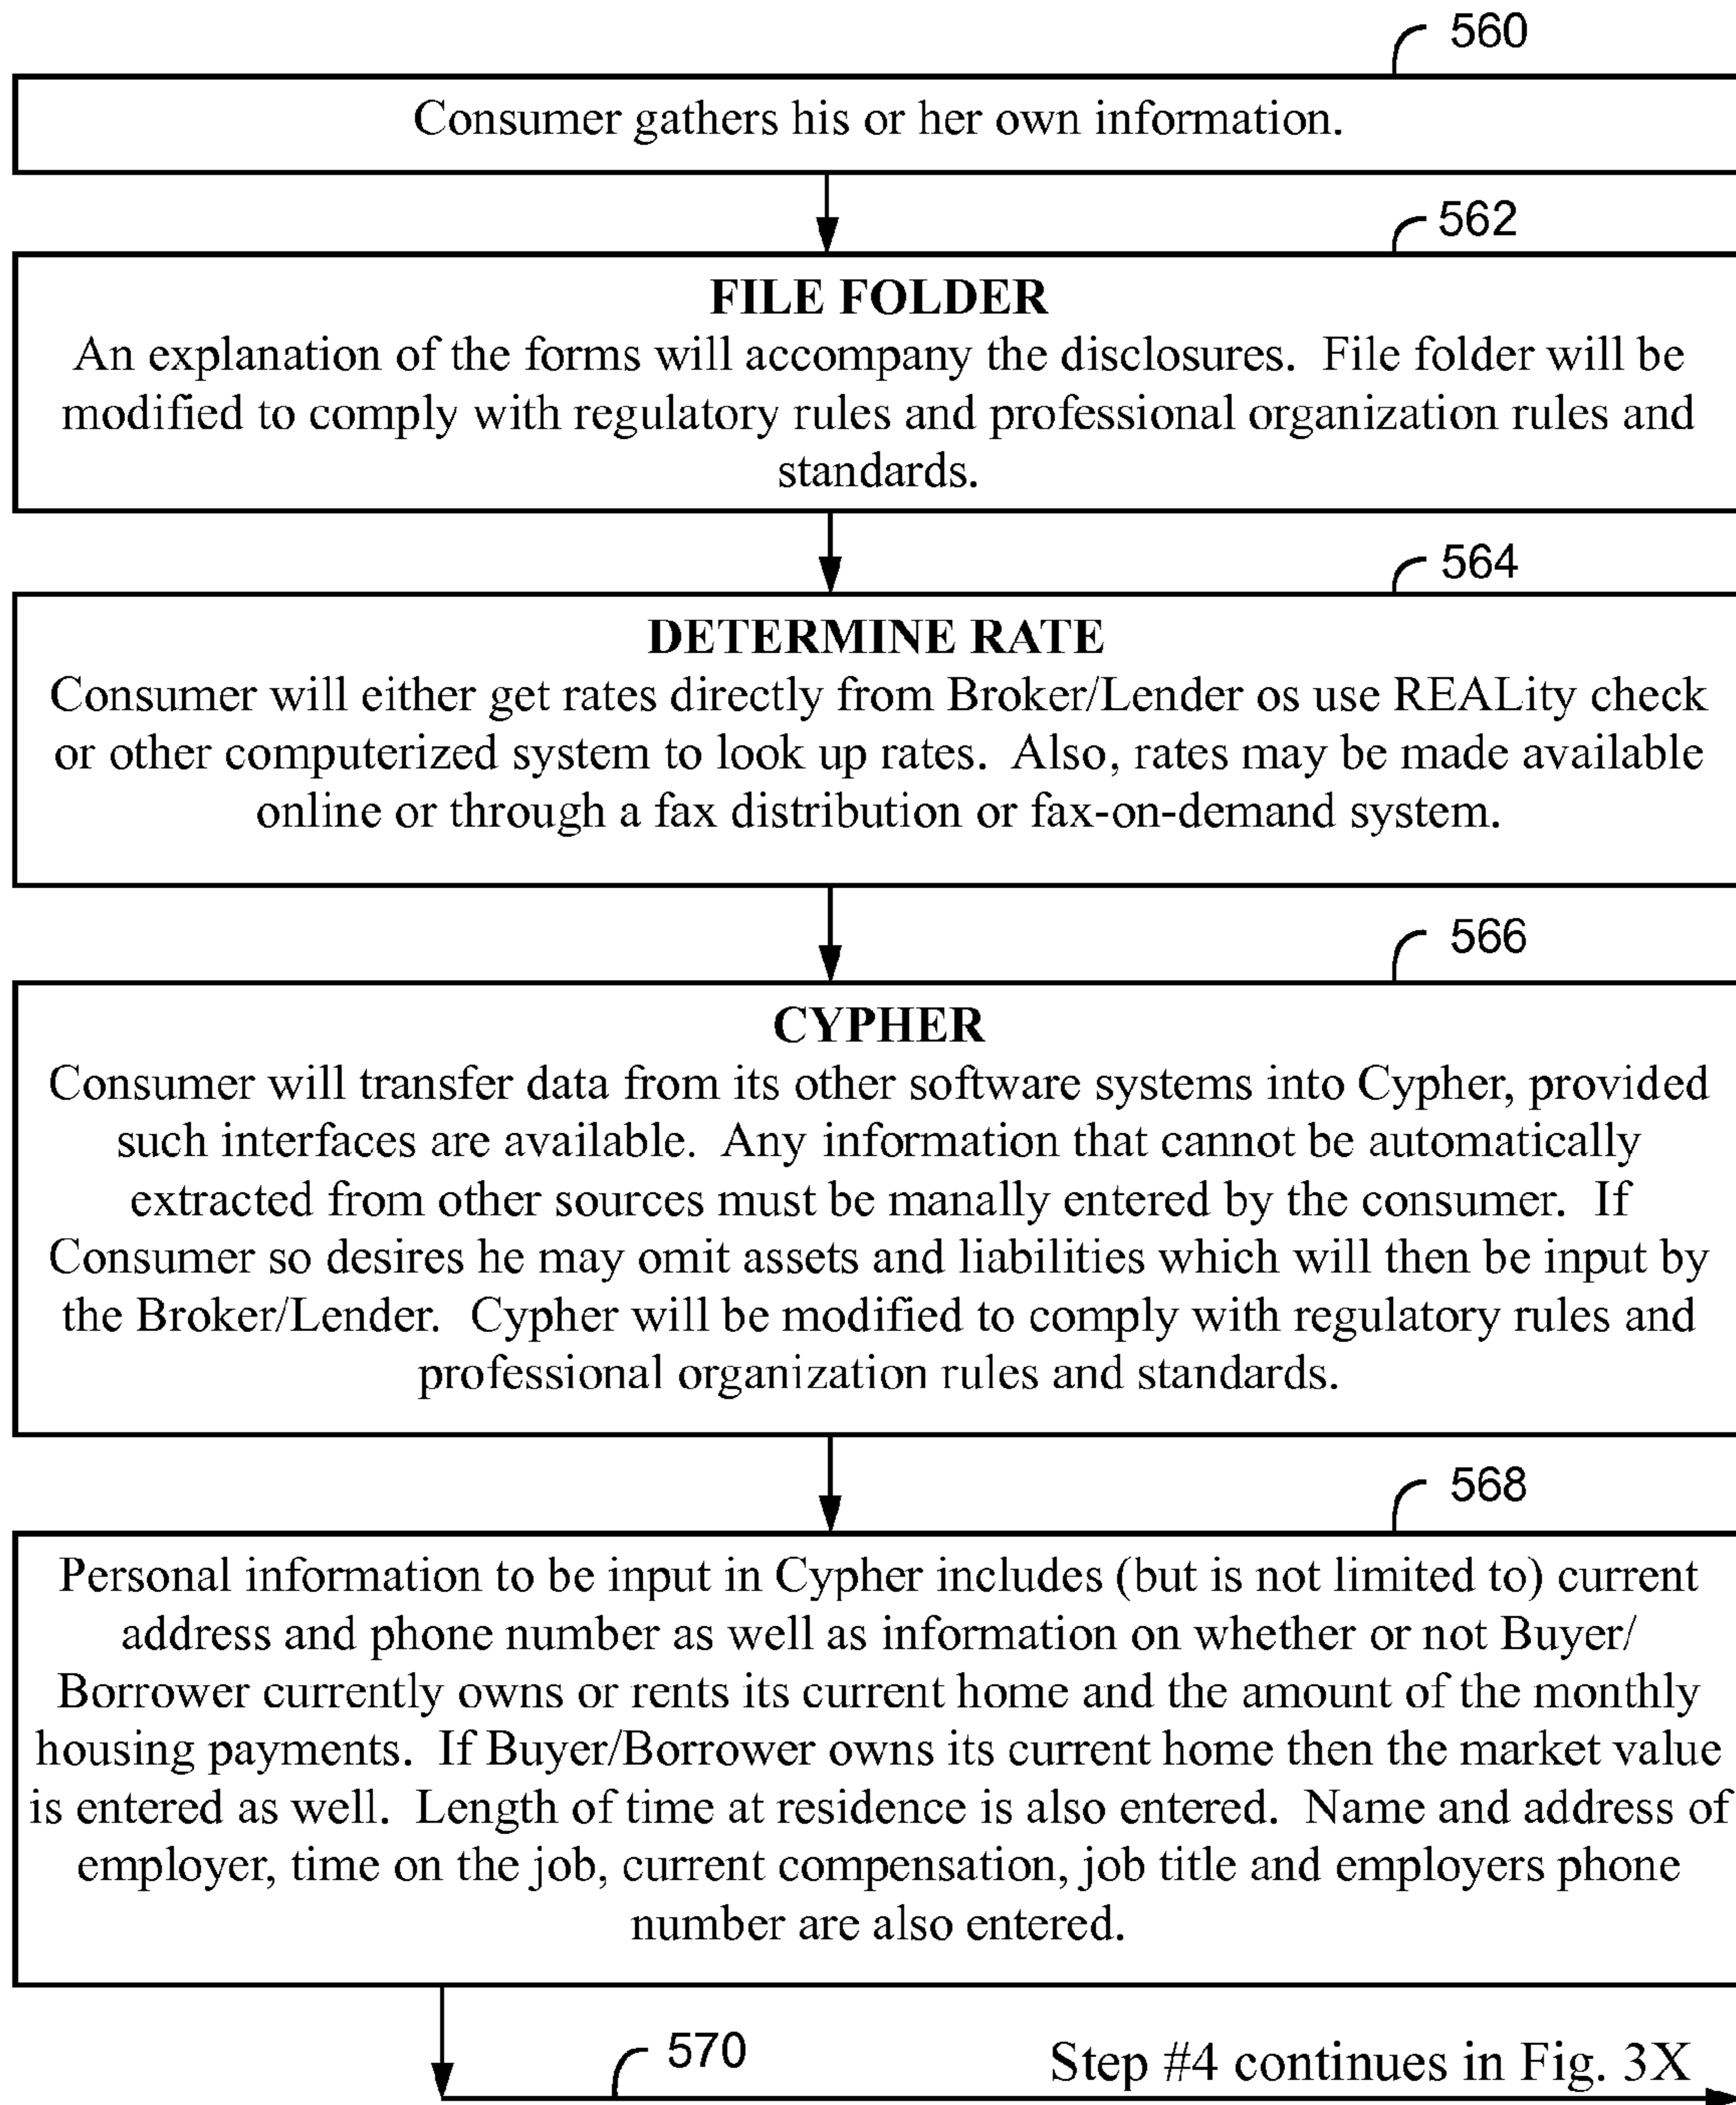 560
Consumer gathers his or her own information.
562
FILE FOLDER
An explanation of the forms will accompany the disclosures.  File folder will be
modified to comply with regulatory rules and professional organization rules and
standards.
564
DETERMINE RATE
Consumer will either get rates directly from Broker/Lender os use REALity check
or other computerized system to look up rates.  Also, rates may be made available
online or through a fax distribution or fax-on-demand system.
566
CYPHER
Consumer will transfer data from its other software systems into Cypher, provided
such interfaces are available.  Any information that cannot be automatically
extracted from other sources must be manally entered by the consumer.  If
Consumer so desires he may omit assets and liabilities which will then be input by
the Broker/Lender.  Cypher will be modified to comply with regulatory rules and
professional organization rules and standards.
568
Personal information to be input in Cypher includes (but is not limited to) current
address and phone number as well as information on whether or not Buyer/
Borrower currently owns or rents its current home and the amount of the monthly
housing payments.  If Buyer/Borrower owns its current home then the market value
is entered as well.  Length of time at residence is also entered.  Name and address of
employer, time on the job, current compensation, job title and employers phone
number are also entered.
570
Step #4 continues in Fig. 3X